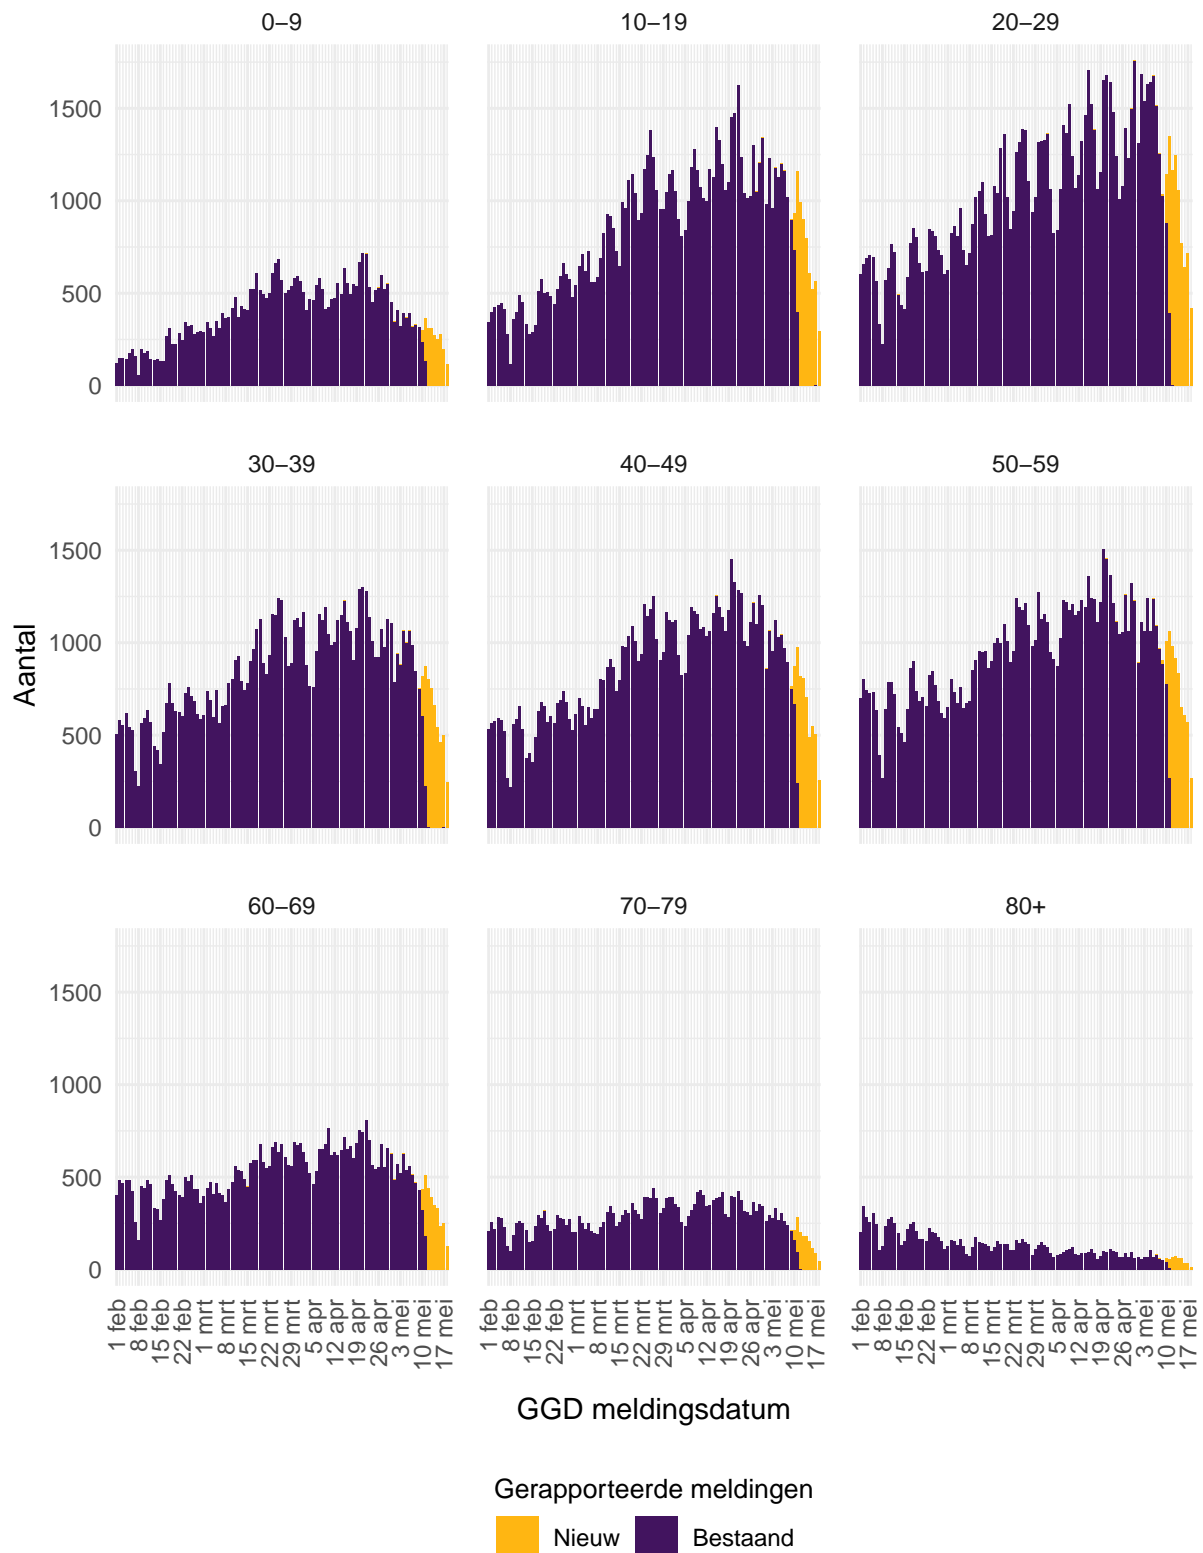 0–9
10–19
20–29
1500
1000
500
0
30–39
40–49
50–59
1500
1000
500
0
Aantal
60–69
70–79
80+
1500
1000
500
0
1 feb
8 feb
15 feb
22 feb
1 mrt
8 mrt
15 mrt
22 mrt
29 mrt
5 apr
12 apr
19 apr
26 apr
3 mei
10 mei
17 mei
1 feb
8 feb
15 feb
22 feb
1 mrt
8 mrt
15 mrt
22 mrt
29 mrt
5 apr
12 apr
19 apr
26 apr
3 mei
10 mei
17 mei
1 feb
8 feb
15 feb
22 feb
1 mrt
8 mrt
15 mrt
22 mrt
29 mrt
5 apr
12 apr
19 apr
26 apr
3 mei
10 mei
17 mei
GGD meldingsdatum
Gerapporteerde meldingen
Nieuw Bestaand